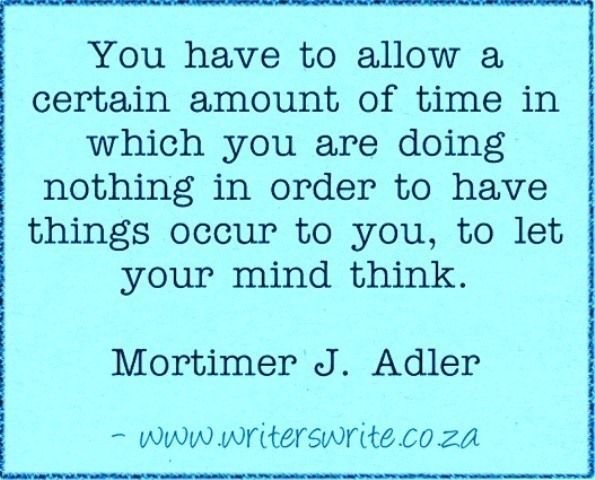 You have to allow a
certain amount of time in
which you are doing
nothing in order to have
things occur to you, to let
your mind think.
Mortimer J. Adler
- www.writerswrite.co.za